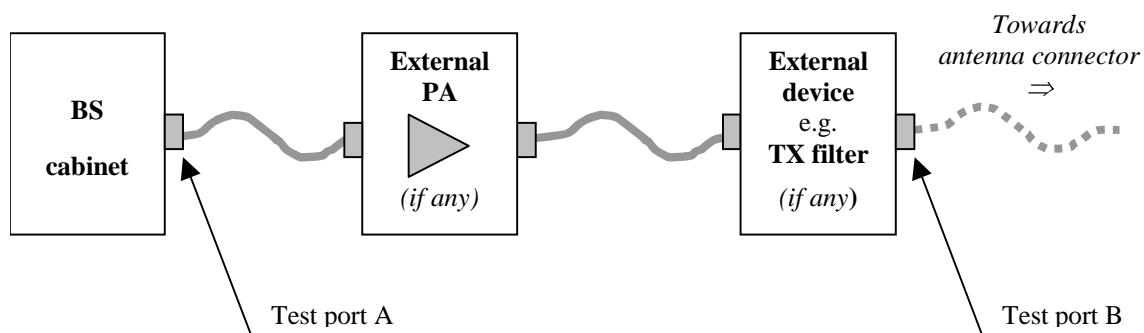 BS
cabinet
External
PA
(if any)
External
device
e.g.
TX filter
(if any)
Towards
antenna connector
⇒
Test port A
Test port B